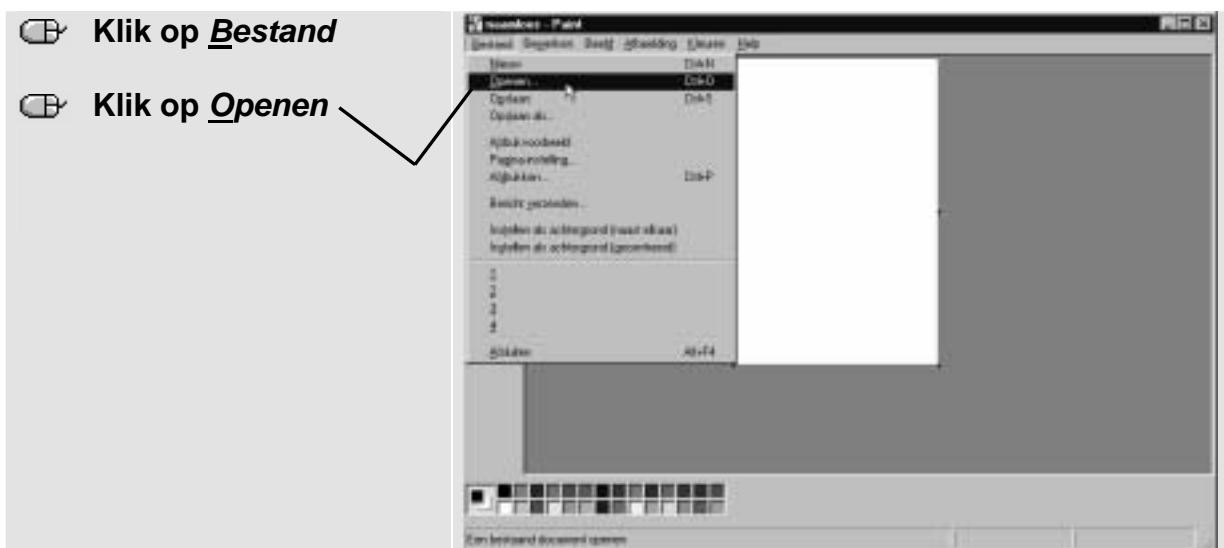 Klik op Bestand
Klik op Openen
naamloos - Paint
Bestand Bewerken Beeld Afbeelding Kleuren Help
Nieuw Ctrl+N
Openen... Ctrl+O
Opslaan Ctrl+S
Opslaan als...
Afdrukvoorbeeld
Pagina-instelling...
Afdrukken... Ctrl+P
Bericht verzenden...
Instellen als achtergrond (naast elkaar)
Instellen als achtergrond (gecentreerd)
1
2
3
4
Afsluiten Alt+F4
Een bestaand document openen